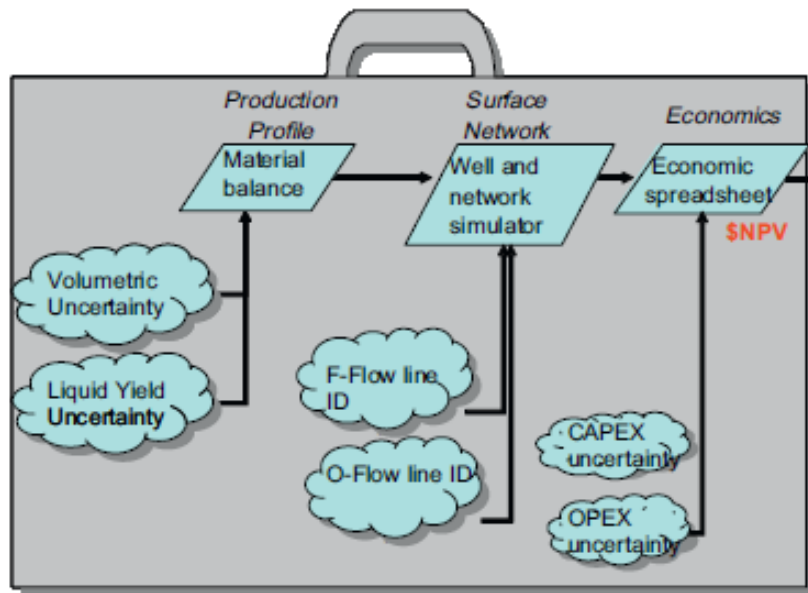 Production
Profile
Surface
Network
Economics
Material
balance
Well and
network
simulator
Economic
spreadsheet
$NPV
Volumetric
Uncertainty
Liquid Yield
Uncertainty
F-Flow line
ID
O-Flow line ID
CAPEX
uncertainty
OPEX
uncertainty